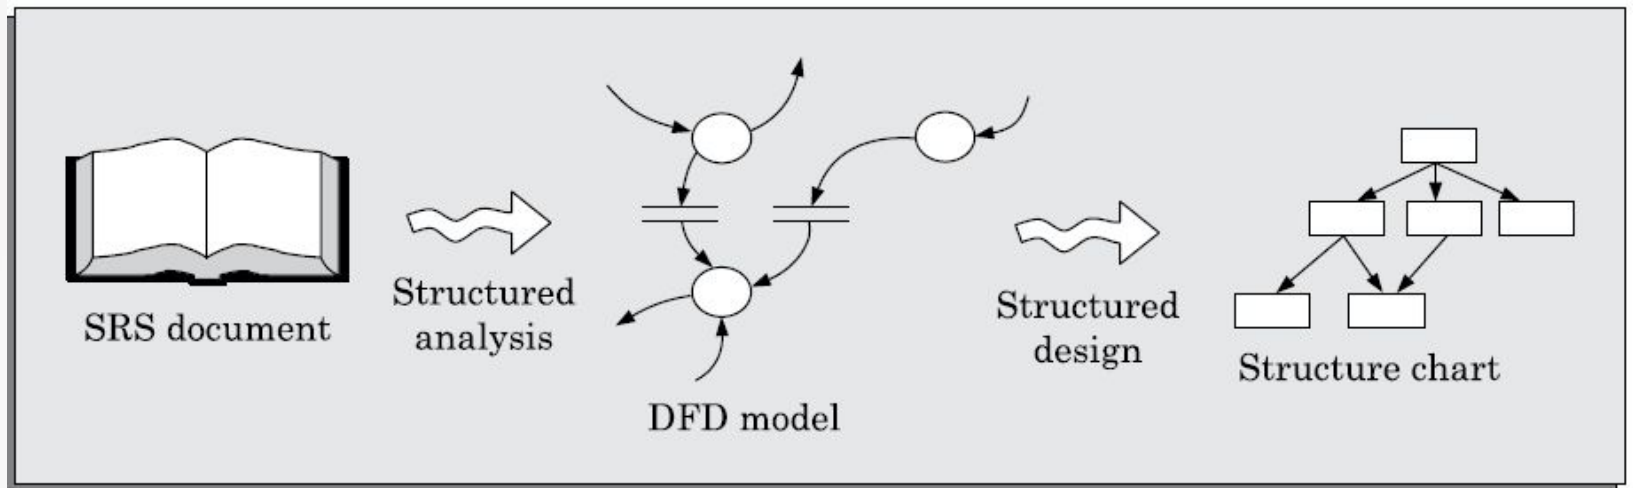 SRS document
Structured
analysis
DFD model
Structured
design
Structure chart